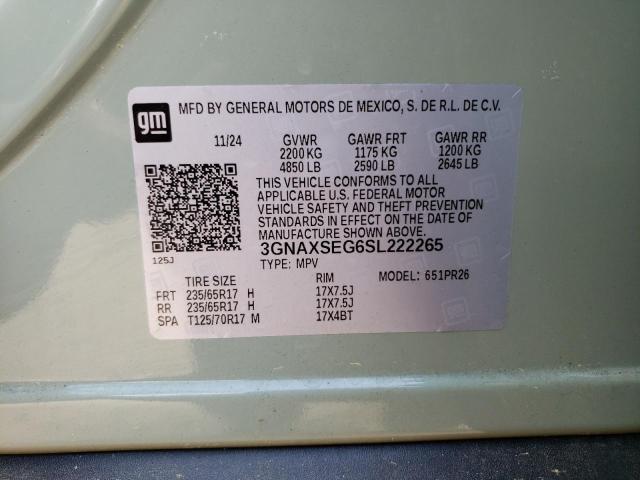 gm
MFD BY GENERAL MOTORS DE MEXICO, S. DE R.L. DE C.V.
11/24 GVWR GAWR FRT GAWR RR
2200 KG 1175 KG 1200 KG
4850 LB 2590 LB 2645 LB
THIS VEHICLE CONFORMS TO ALL
APPLICABLE U.S. FEDERAL MOTOR
VEHICLE SAFETY AND THEFT PREVENTION
STANDARDS IN EFFECT ON THE DATE OF
MANUFACTURE SHOWN ABOVE.
3GNAXSEG6SL222265
125J
TYPE: MPV MODEL: 651PR26
TIRE SIZE RIM
FRT 235/65R17 H 17X7.5J
RR 235/65R17 H 17X7.5J
SPA T125/70R17 M 17X4BT